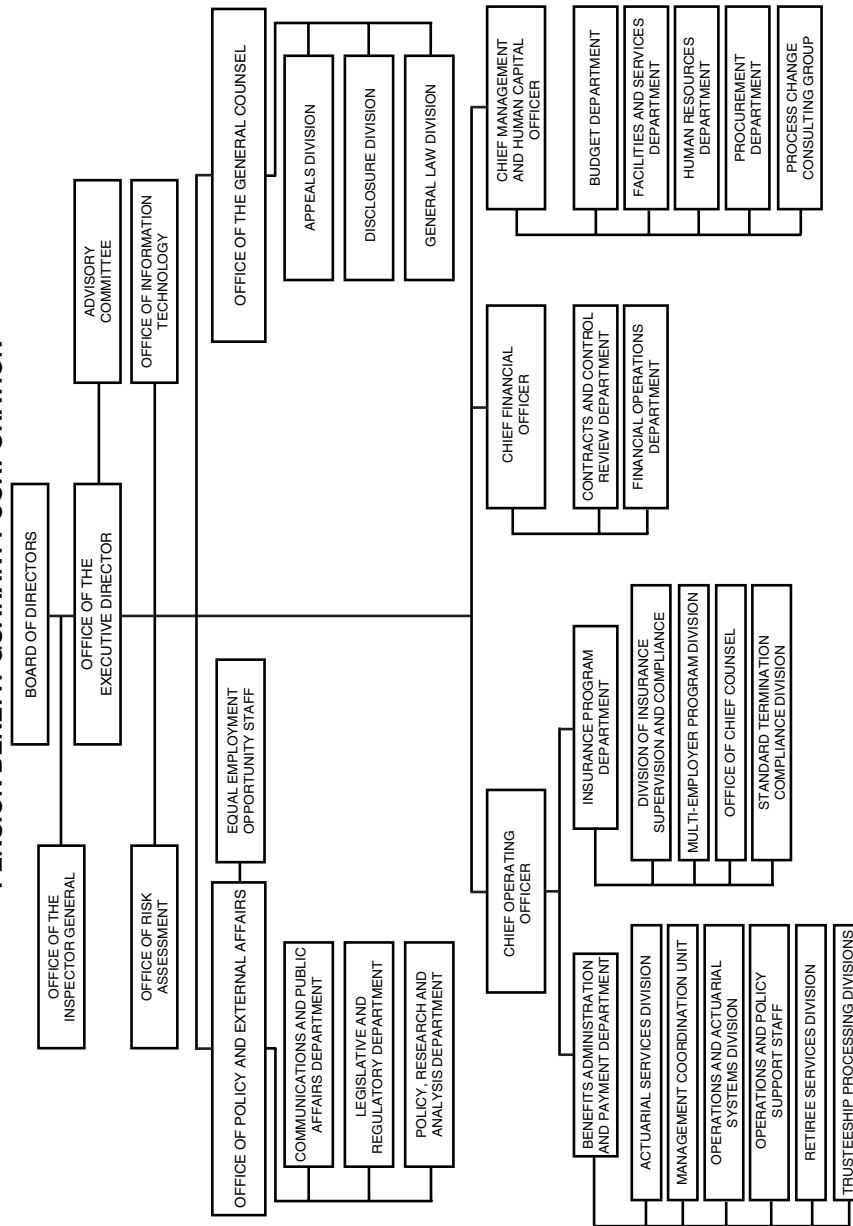 PENSION BENEFIT GUARANTY CORPORATION
BOARD OF DIRECTORS
OFFICE OF THE
INSPECTOR GENERAL
OFFICE OF THE
EXECUTIVE DIRECTOR
ADVISORY
COMMITTEE
OFFICE OF RISK
ASSESSMENT
OFFICE OF INFORMATION
TECHNOLOGY
OFFICE OF POLICY AND EXTERNAL AFFAIRS
EQUAL EMPLOYMENT
OPPORTUNITY STAFF
COMMUNICATIONS AND PUBLIC
AFFAIRS DEPARTMENT
LEGISLATIVE AND
REGULATORY DEPARTMENT
POLICY, RESEARCH AND
ANALYSIS DEPARTMENT
OFFICE OF THE GENERAL COUNSEL
APPEALS DIVISION
DISCLOSURE DIVISION
GENERAL LAW DIVISION
CHIEF OPERATING
OFFICER
BENEFITS ADMINISTRATION
AND PAYMENT DEPARTMENT
ACTUARIAL SERVICES DIVISION
MANAGEMENT COORDINATION UNIT
OPERATIONS AND ACTUARIAL
SYSTEMS DIVISION
OPERATIONS AND POLICY
SUPPORT STAFF
RETIREE SERVICES DIVISION
TRUSTEESHIP PROCESSING DIVISIONS
INSURANCE PROGRAM
DEPARTMENT
DIVISION OF INSURANCE
SUPERVISION AND COMPLIANCE
MULTI-EMPLOYER PROGRAM DIVISION
OFFICE OF CHIEF COUNSEL
STANDARD TERMINATION
COMPLIANCE DIVISION
CHIEF FINANCIAL
OFFICER
CONTRACTS AND CONTROL
REVIEW DEPARTMENT
FINANCIAL OPERATIONS
DEPARTMENT
CHIEF MANAGEMENT
AND HUMAN CAPITAL
OFFICER
BUDGET DEPARTMENT
FACILITIES AND SERVICES
DEPARTMENT
HUMAN RESOURCES
DEPARTMENT
PROCUREMENT
DEPARTMENT
PROCESS CHANGE
CONSULTING GROUP